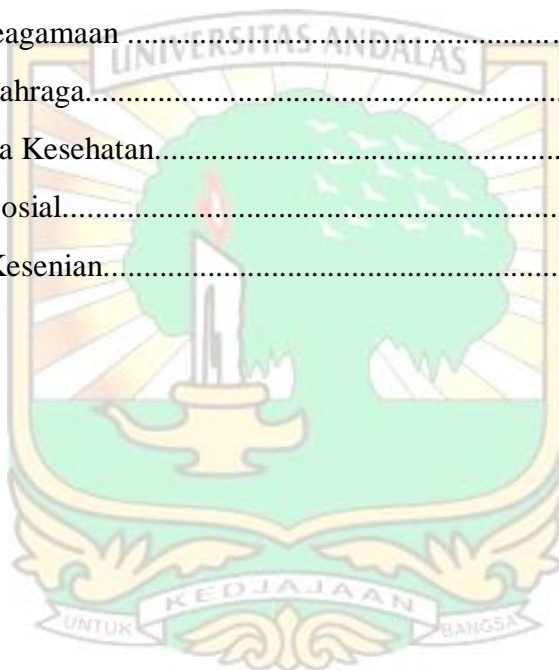 eagamaan ..................................................
UNIVERSITAS ANDALAS
ahraga.........................................................
a Kesehatan...............................................
osial.............................................................
Kesenian......................................................
KEDJAJAAN
UNTUK BANGSA